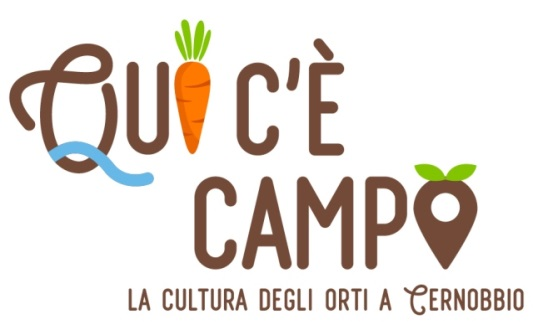 QUI C'È
CAMPO
LA CULTURA DEGLI ORTI A CERNOBBIO